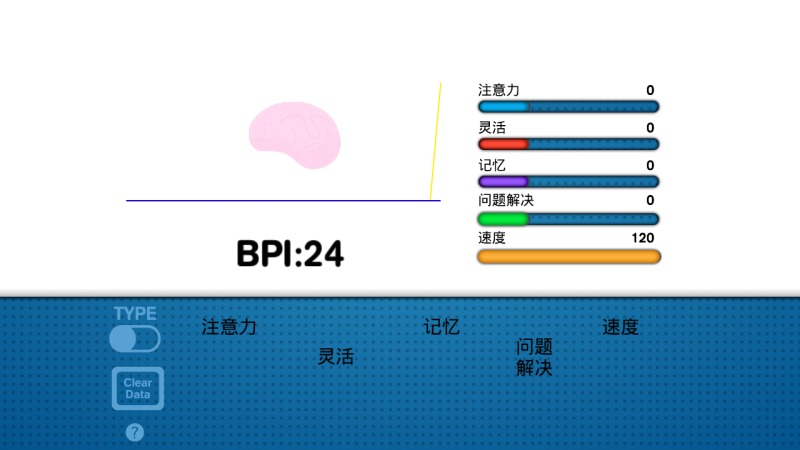 注意力 0
灵活 0
记忆 0
问题解决 0
速度 120
BPI:24
TYPE
注意力
灵活
记忆
问题
解决
速度
Clear
Data
?